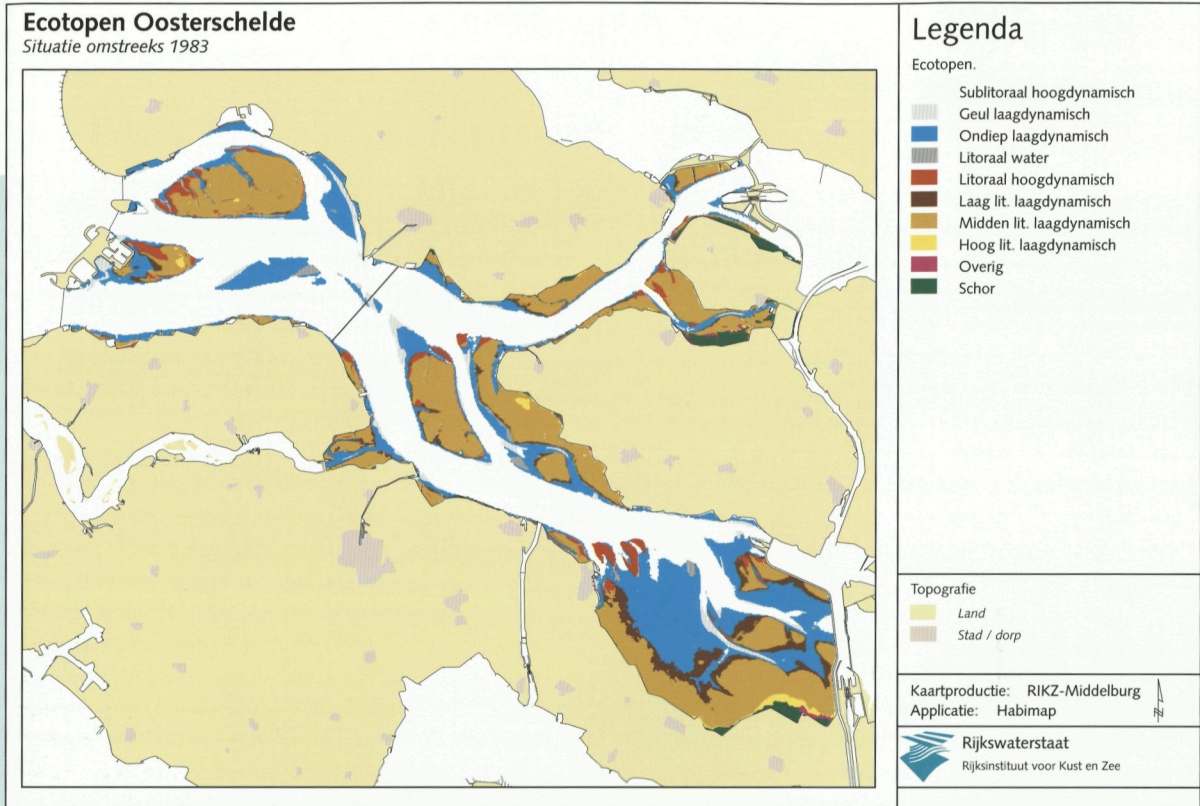 Ecotopen Oosterschelde
Situatie omstreeks 1983
Legenda
Ecotopen.
Sublitoraal hoogdynamisch
Geul laagdynamisch
Ondiep laagdynamisch
Litoraal water
Litoraal hoogdynamisch
Laag lit. laagdynamisch
Midden lit. laagdynamisch
Hoog lit. laagdynamisch
Overig
Schor
Topografie
Land
Stad / dorp
Kaartproductie: RIKZ-Middelburg
Applicatie: Habimap
N
Rijkswaterstaat
Rijksinstituut voor Kust en Zee